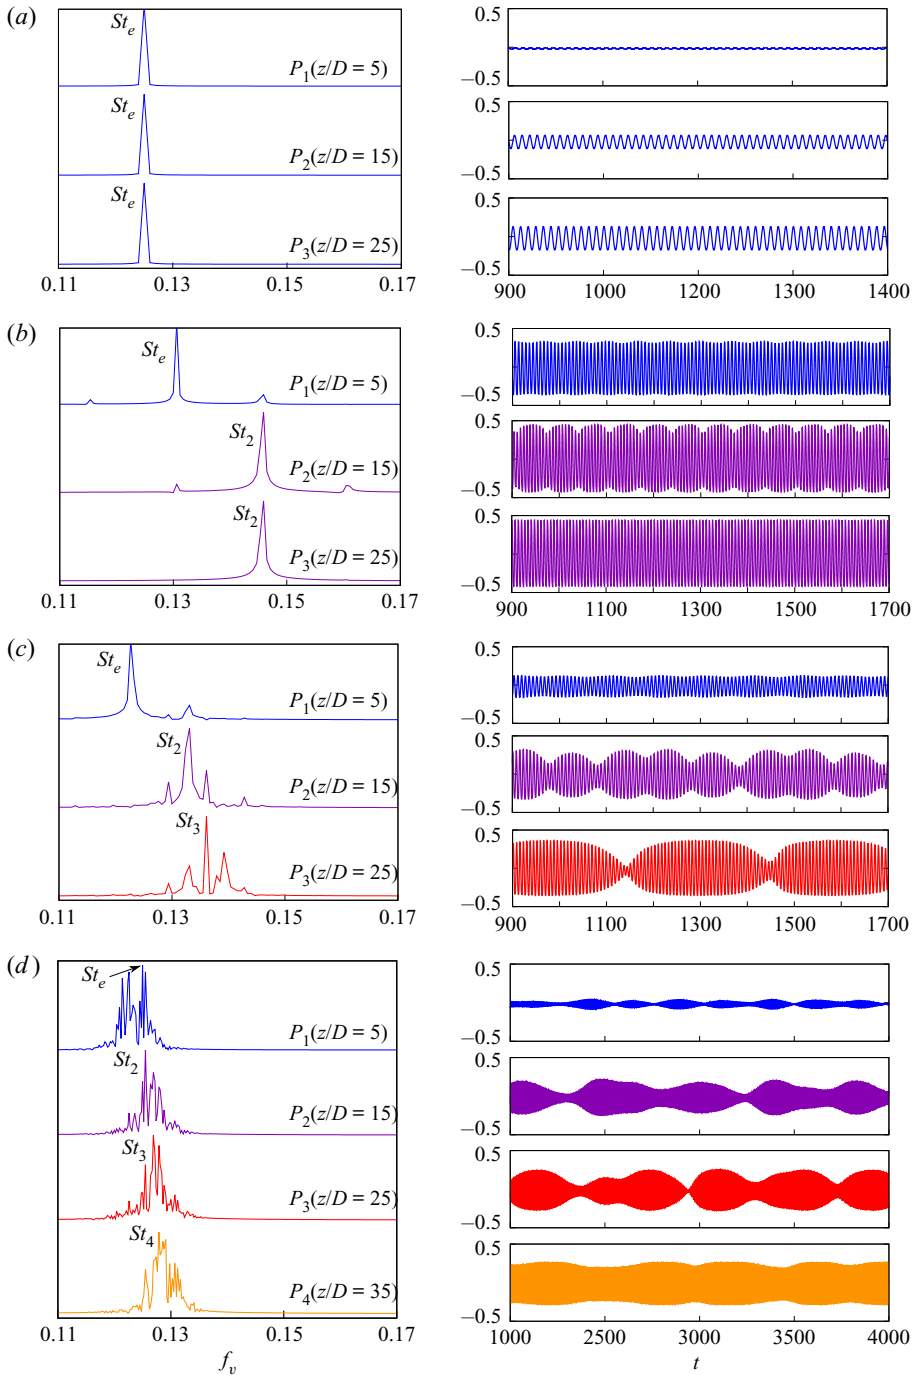 (a)
St_e
P_1(z/D = 5)
St_e
P_2(z/D = 15)
St_e
P_3(z/D = 25)
0.11 0.13 0.15 0.17
0.5
−0.5
0.5
−0.5
0.5
−0.5
900 1000 1200 1300 1400
(b)
St_e
P_1(z/D = 5)
St_2
P_2(z/D = 15)
St_2
P_3(z/D = 25)
0.11 0.13 0.15 0.17
0.5
−0.5
0.5
−0.5
0.5
−0.5
900 1100 1300 1500 1700
(c)
St_e
P_1(z/D = 5)
St_2
P_2(z/D = 15)
St_3
P_3(z/D = 25)
0.11 0.13 0.15 0.17
0.5
−0.5
0.5
−0.5
0.5
−0.5
900 1100 1300 1500 1700
(d)
St_e
P_1(z/D = 5)
St_2
P_2(z/D = 15)
St_3
P_3(z/D = 25)
St_4
P_4(z/D = 35)
0.11 0.13 0.15 0.17
f_v
0.5
−0.5
0.5
−0.5
0.5
−0.5
0.5
−0.5
1000 2500 3000 3500 4000
t